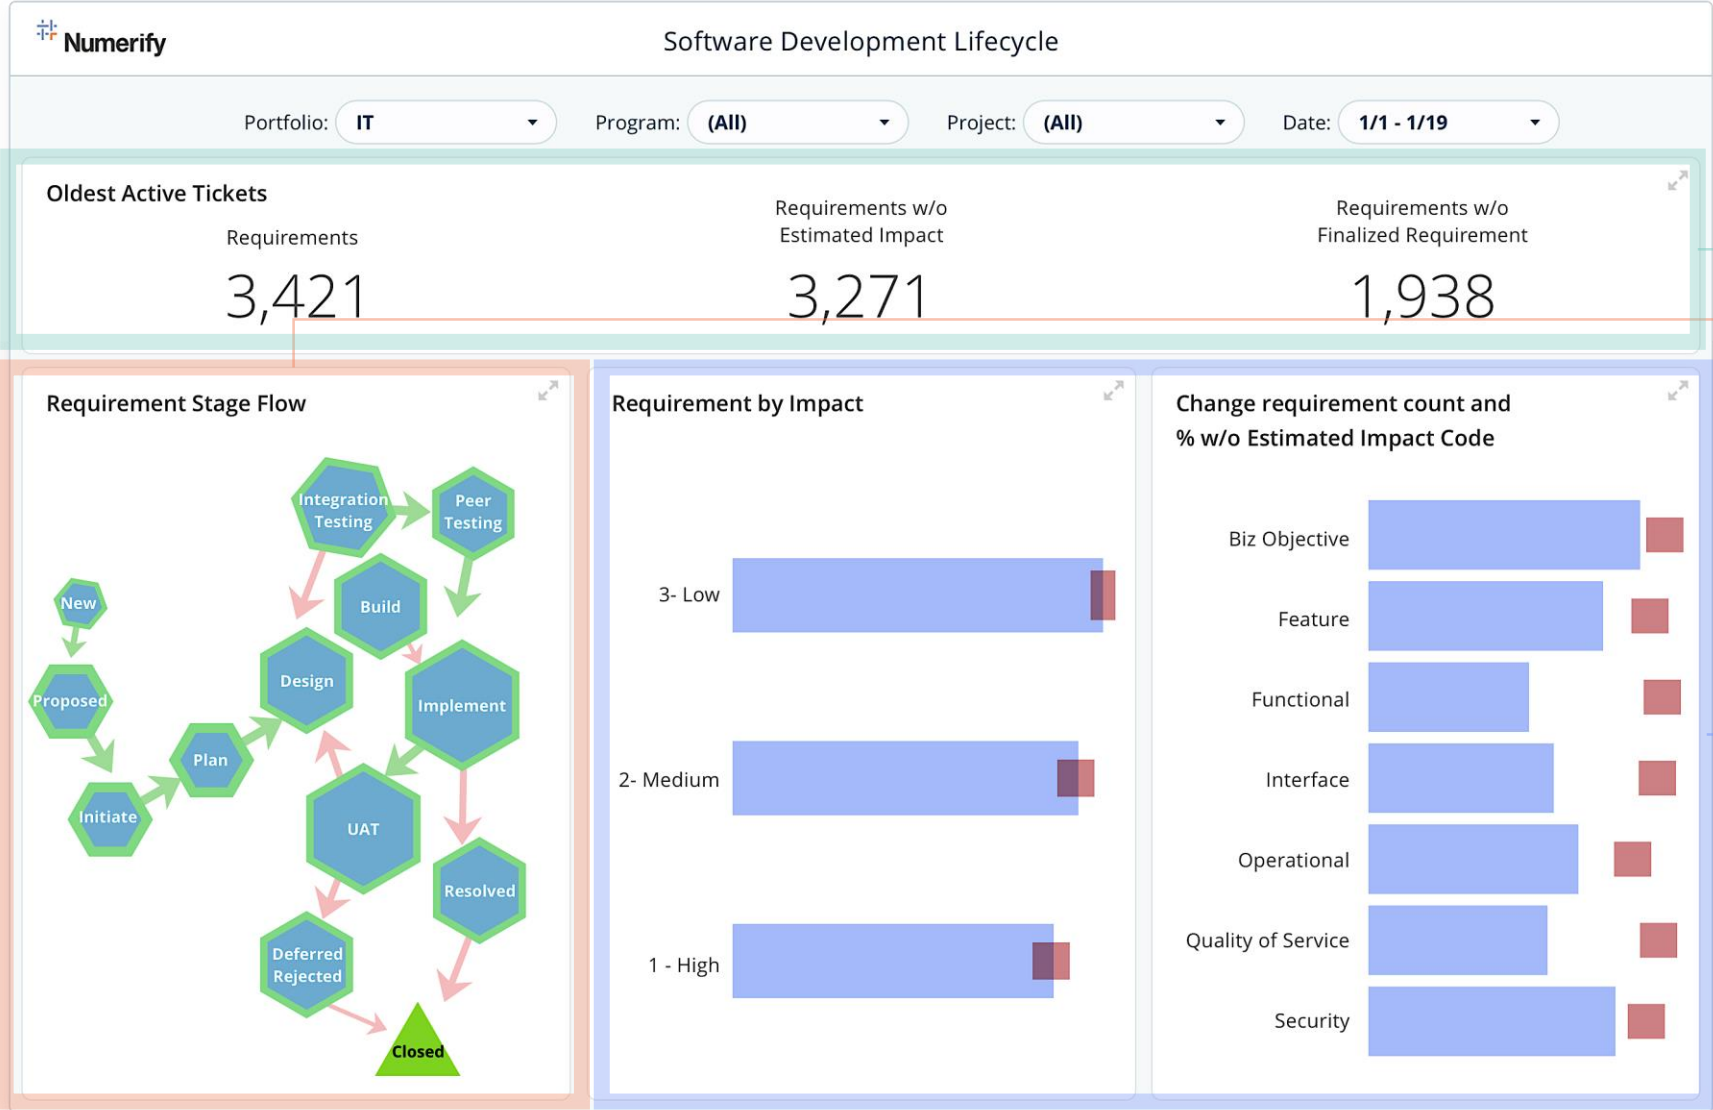 Numerify
Software Development Lifecycle
Portfolio: IT Program: (All) Project: (All) Date: 1/1 - 1/19
Oldest Active Tickets
Requirements
3,421
Requirements w/o
Estimated Impact
3,271
Requirements w/o
Finalized Requirement
1,938
Requirement Stage Flow
Integration
Testing
Peer
Testing
New
Build
Proposed
Design
Implement
Plan
Initiate
UAT
Resolved
Deferred
Rejected
Closed
Requirement by Impact
3- Low
2- Medium
1 - High
Change requirement count and
% w/o Estimated Impact Code
Biz Objective
Feature
Functional
Interface
Operational
Quality of Service
Security